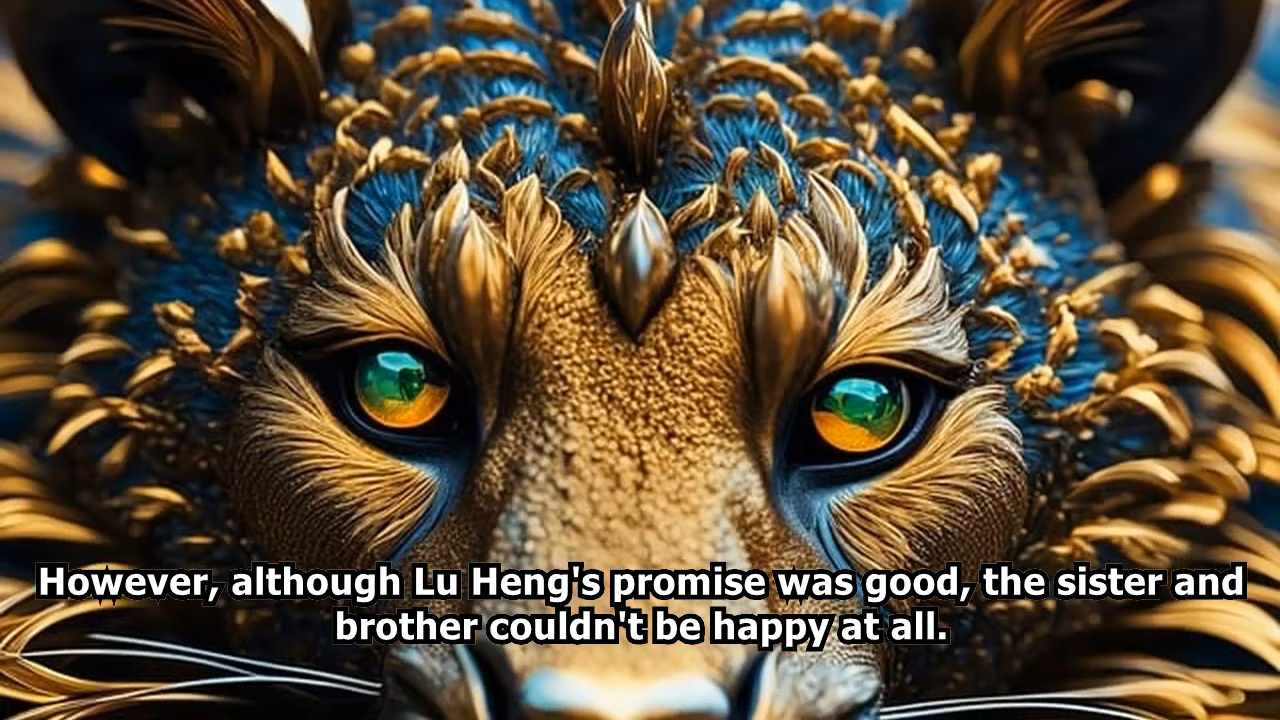 However, although Lu Heng's promise was good, the sister and
brother couldn't be happy at all.